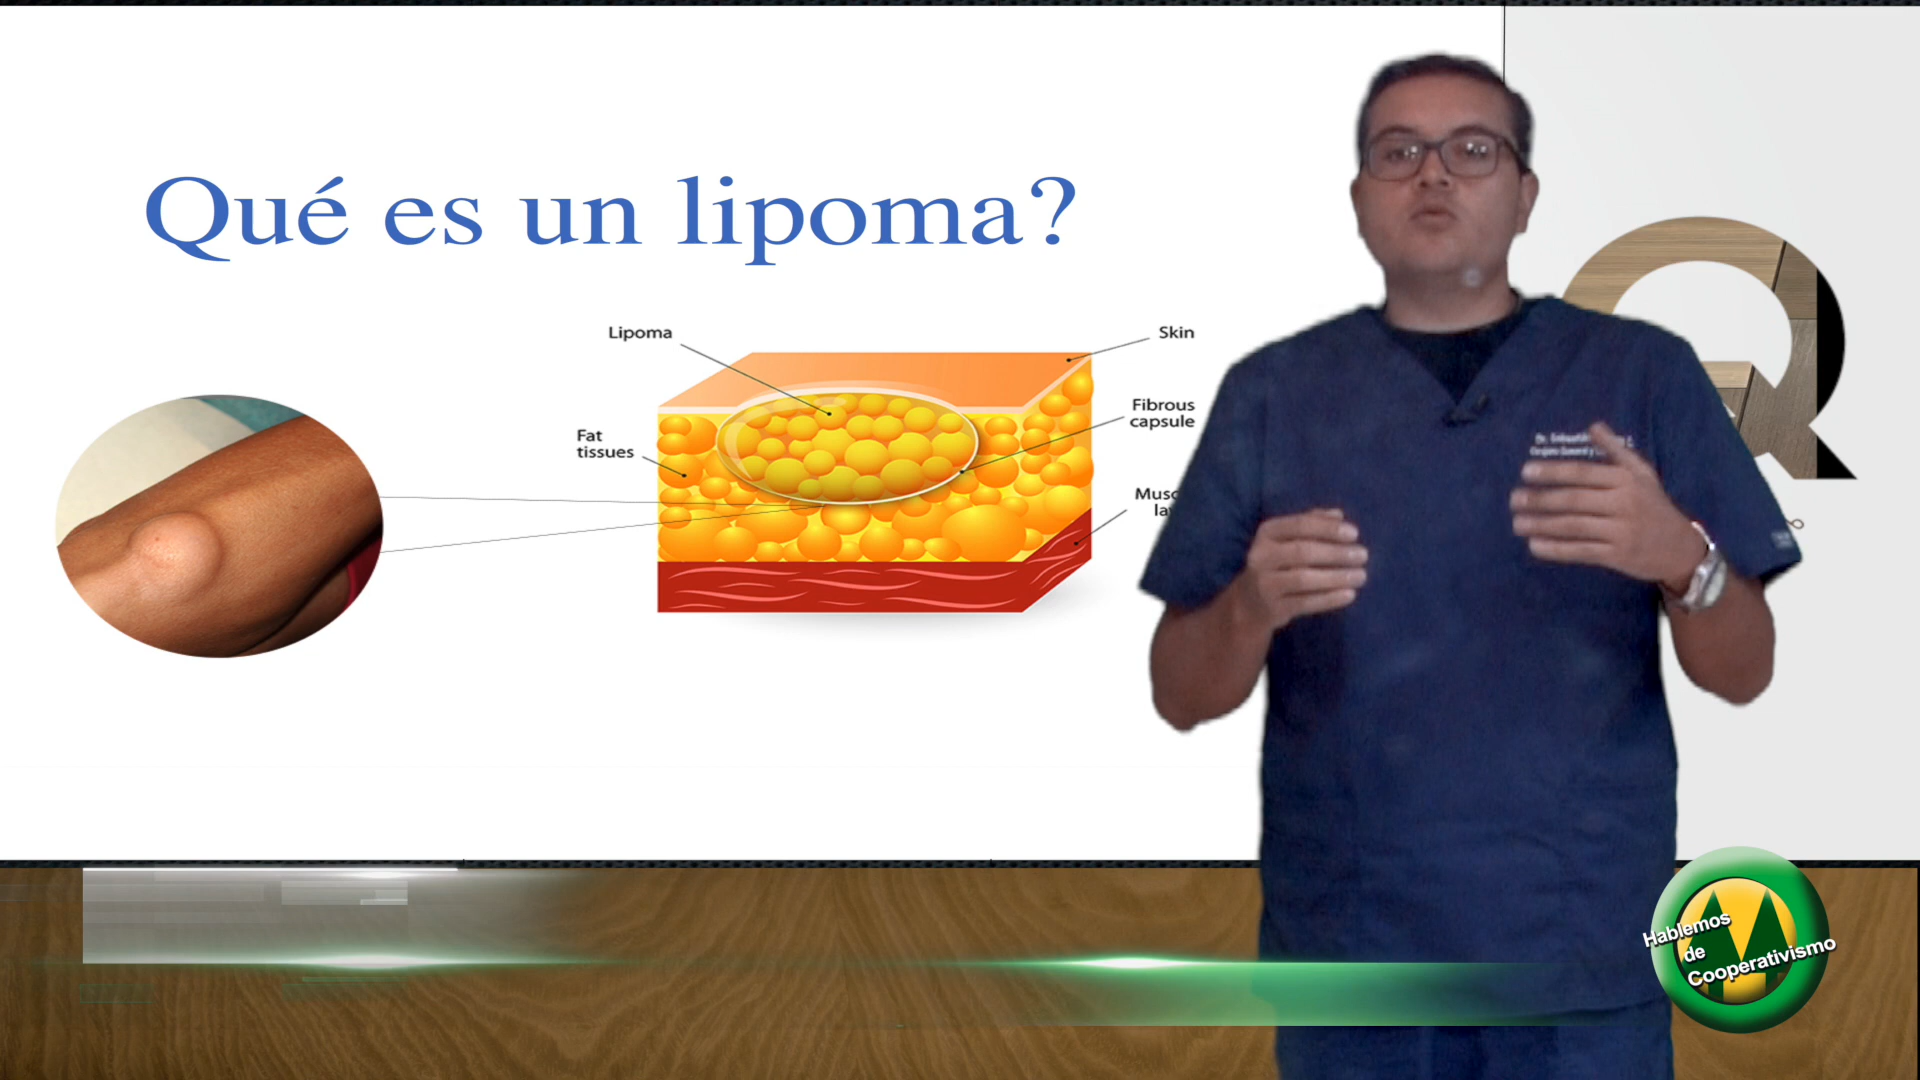 Qué es un lipoma?
Lipoma
Skin
Fibrous
capsule
Fat
tissues
Hablemos
de
Cooperativismo